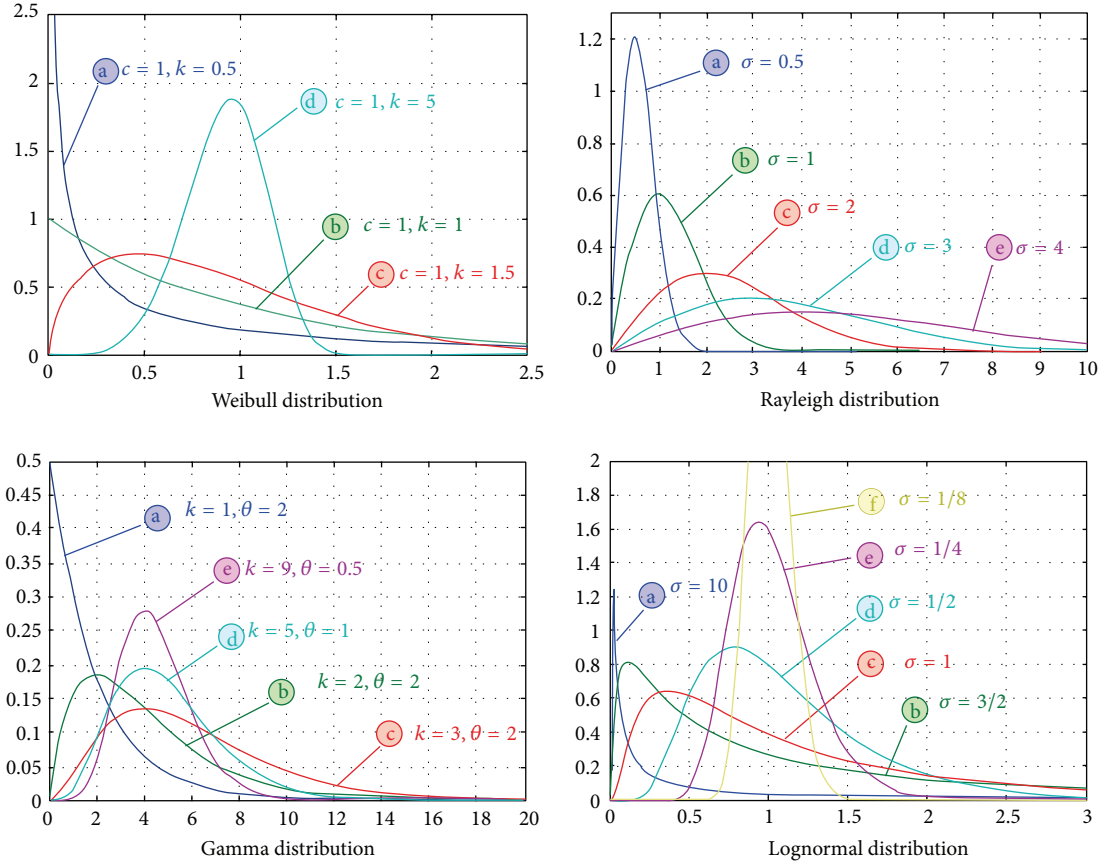 2.5
2
1.5
1
0.5
0
0 0.5 1 1.5 2 2.5
a c = 1, k = 0.5
d c = 1, k = 5
b c = 1, k = 1
c c = 1, k = 1.5
Weibull distribution
1.2
1
0.8
0.6
0.4
0.2
0
0 1 2 3 4 5 6 7 8 9 10
a σ = 0.5
b σ = 1
c σ = 2
d σ = 3
e σ = 4
Rayleigh distribution
0.5
0.45
0.4
0.35
0.3
0.25
0.2
0.15
0.1
0.05
0
0 2 4 6 8 10 12 14 16 18 20
a k = 1, θ = 2
e k = 9, θ = 0.5
d k = 5, θ = 1
b k = 2, θ = 2
c k = 3, θ = 2
Gamma distribution
2
1.8
1.6
1.4
1.2
1
0.8
0.6
0.4
0.2
0
0 0.5 1 1.5 2 2.5 3
f σ = 1/8
e σ = 1/4
a σ = 10
d σ = 1/2
c σ = 1
b σ = 3/2
Lognormal distribution